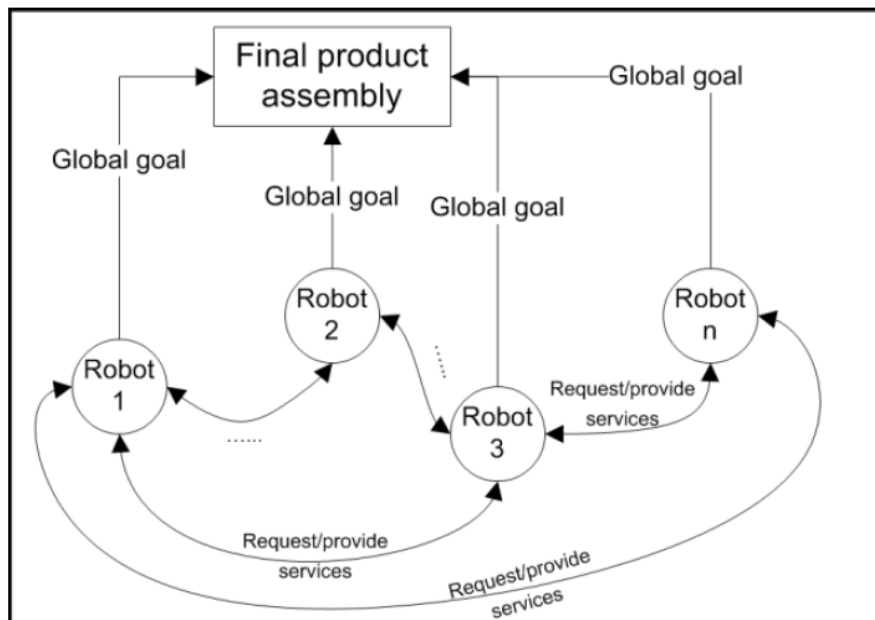 Final product
assembly
Global goal
Global goal
Global goal
Global goal
Robot
1
Robot
2
Robot
3
Robot
n
......
......
Request/provide
services
Request/provide
services
Request/provide
services